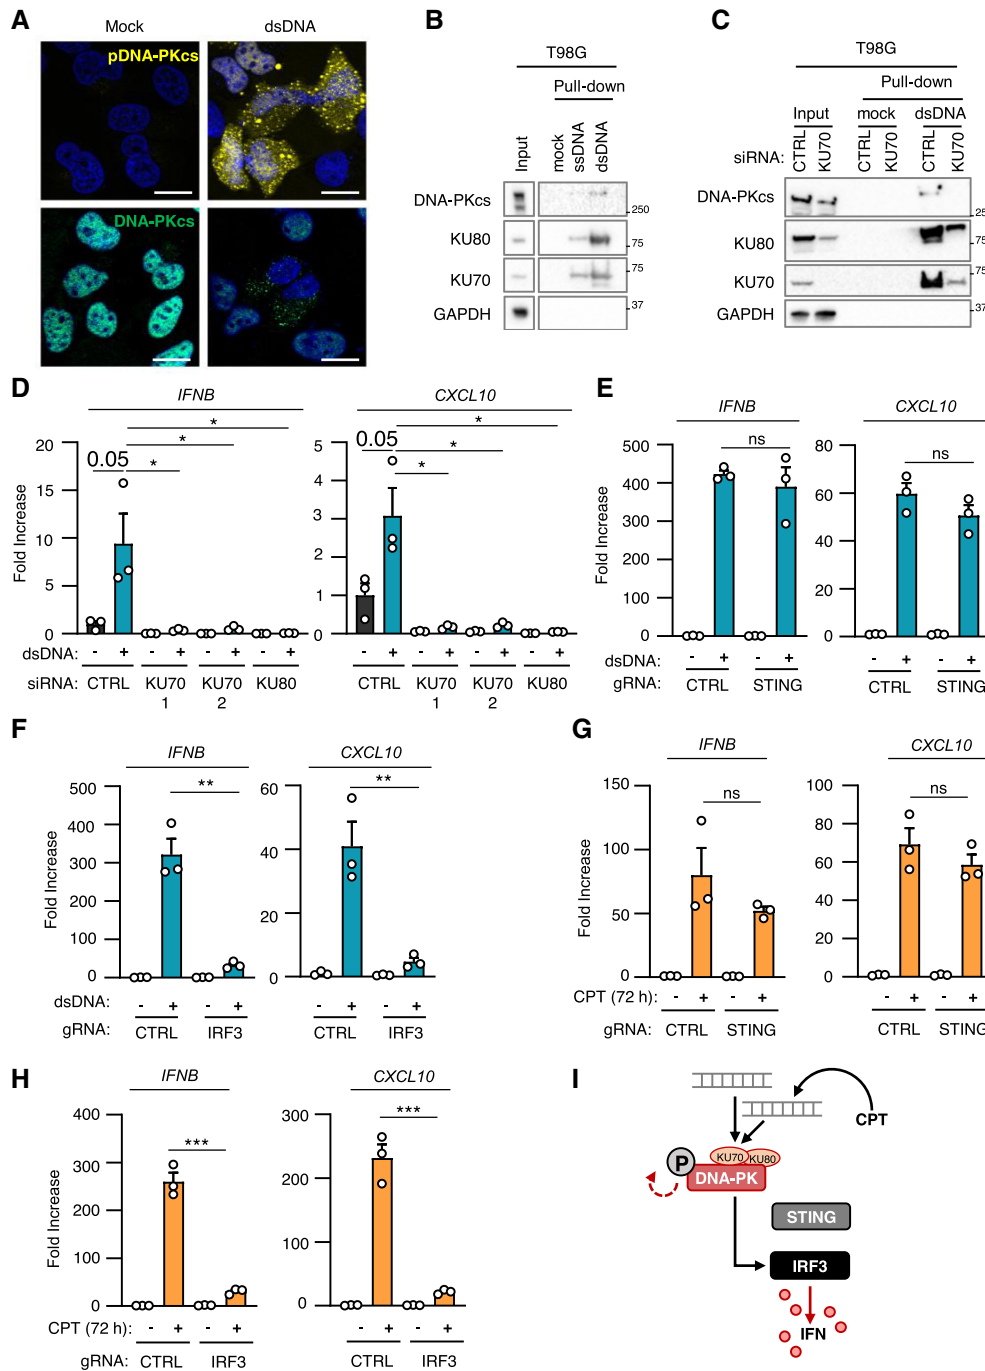 A
Mock
dsDNA
pDNA-PKcs
DNA-PKcs
B
T98G
Pull-down
Input
mock
ssDNA
dsDNA
DNA-PKcs
250
KU80
75
KU70
75
GAPDH
37
C
T98G
Pull-down
Input
mock
dsDNA
siRNA:
CTRL
KU70
CTRL
KU70
CTRL
KU70
DNA-PKcs
25
KU80
75
KU70
75
GAPDH
37
D
IFNB
Fold Increase
20
15
10
5
0
0.05
*
*
*
dsDNA: - + - + - + - +
siRNA: CTRL KU70 1 KU70 2 KU80
CXCL10
5
4
3
2
1
0
0.05
*
*
*
- + - + - + - +
CTRL KU70 1 KU70 2 KU80
E
IFNB
Fold Increase
500
400
300
200
100
0
ns
dsDNA: - + - +
gRNA: CTRL STING
CXCL10
80
60
40
20
0
ns
- + - +
CTRL STING
F
IFNB
Fold Increase
500
400
300
200
100
0
**
dsDNA: - + - +
gRNA: CTRL IRF3
CXCL10
60
40
20
0
**
- + - +
CTRL IRF3
G
IFNB
Fold Increase
150
100
50
0
ns
CPT (72 h): - + - +
gRNA: CTRL STING
CXCL10
100
80
60
40
20
0
ns
- + - +
CTRL STING
H
IFNB
Fold Increase
400
300
200
100
0
***
CPT (72 h): - + - +
gRNA: CTRL IRF3
CXCL10
300
200
100
0
***
- + - +
CTRL IRF3
I
CPT
KU70 KU80
P
DNA-PK
STING
IRF3
IFN